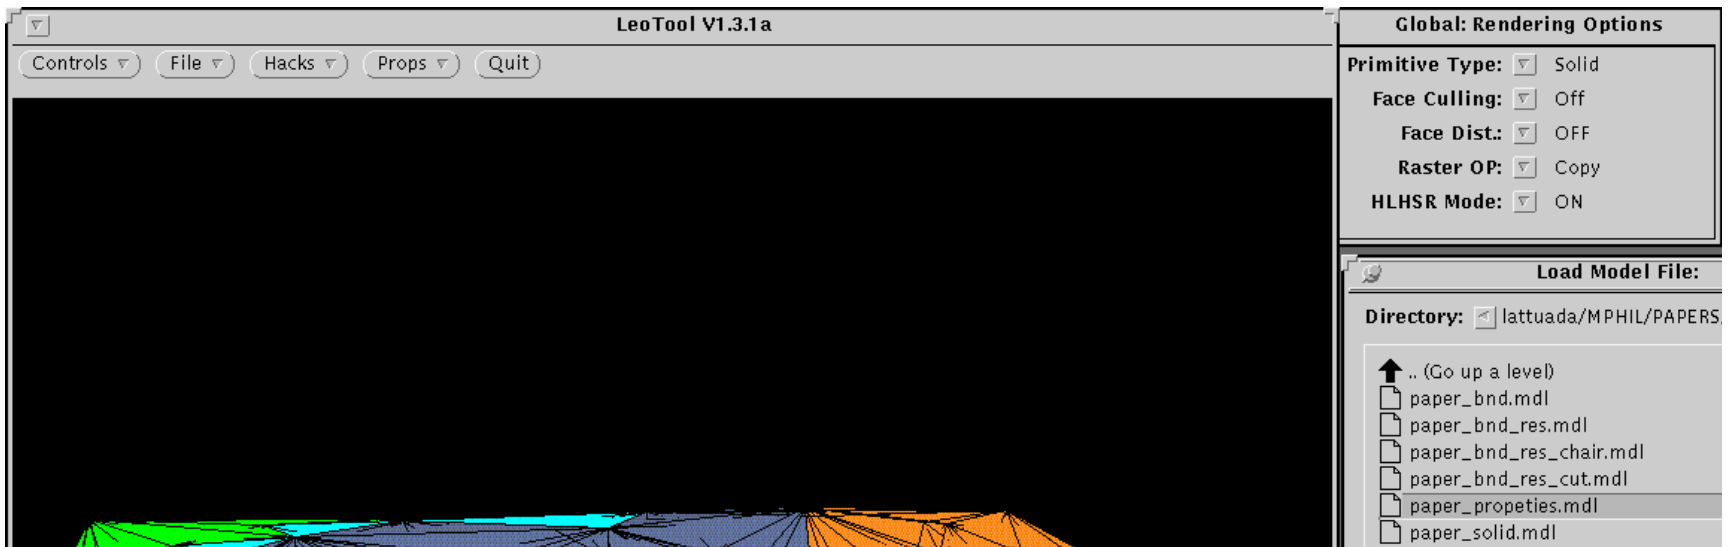 LeoTool V1.3.1a
Controls File Hacks Props Quit
Global: Rendering Options
Primitive Type: Solid
Face Culling: Off
Face Dist.: OFF
Raster OP: Copy
HLHSR Mode: ON
Load Model File:
Directory: lattuada/MPHIL/PAPERS
.. (Go up a level)
paper_bnd.mdl
paper_bnd_res.mdl
paper_bnd_res_chair.mdl
paper_bnd_res_cut.mdl
paper_propeties.mdl
paper_solid.mdl